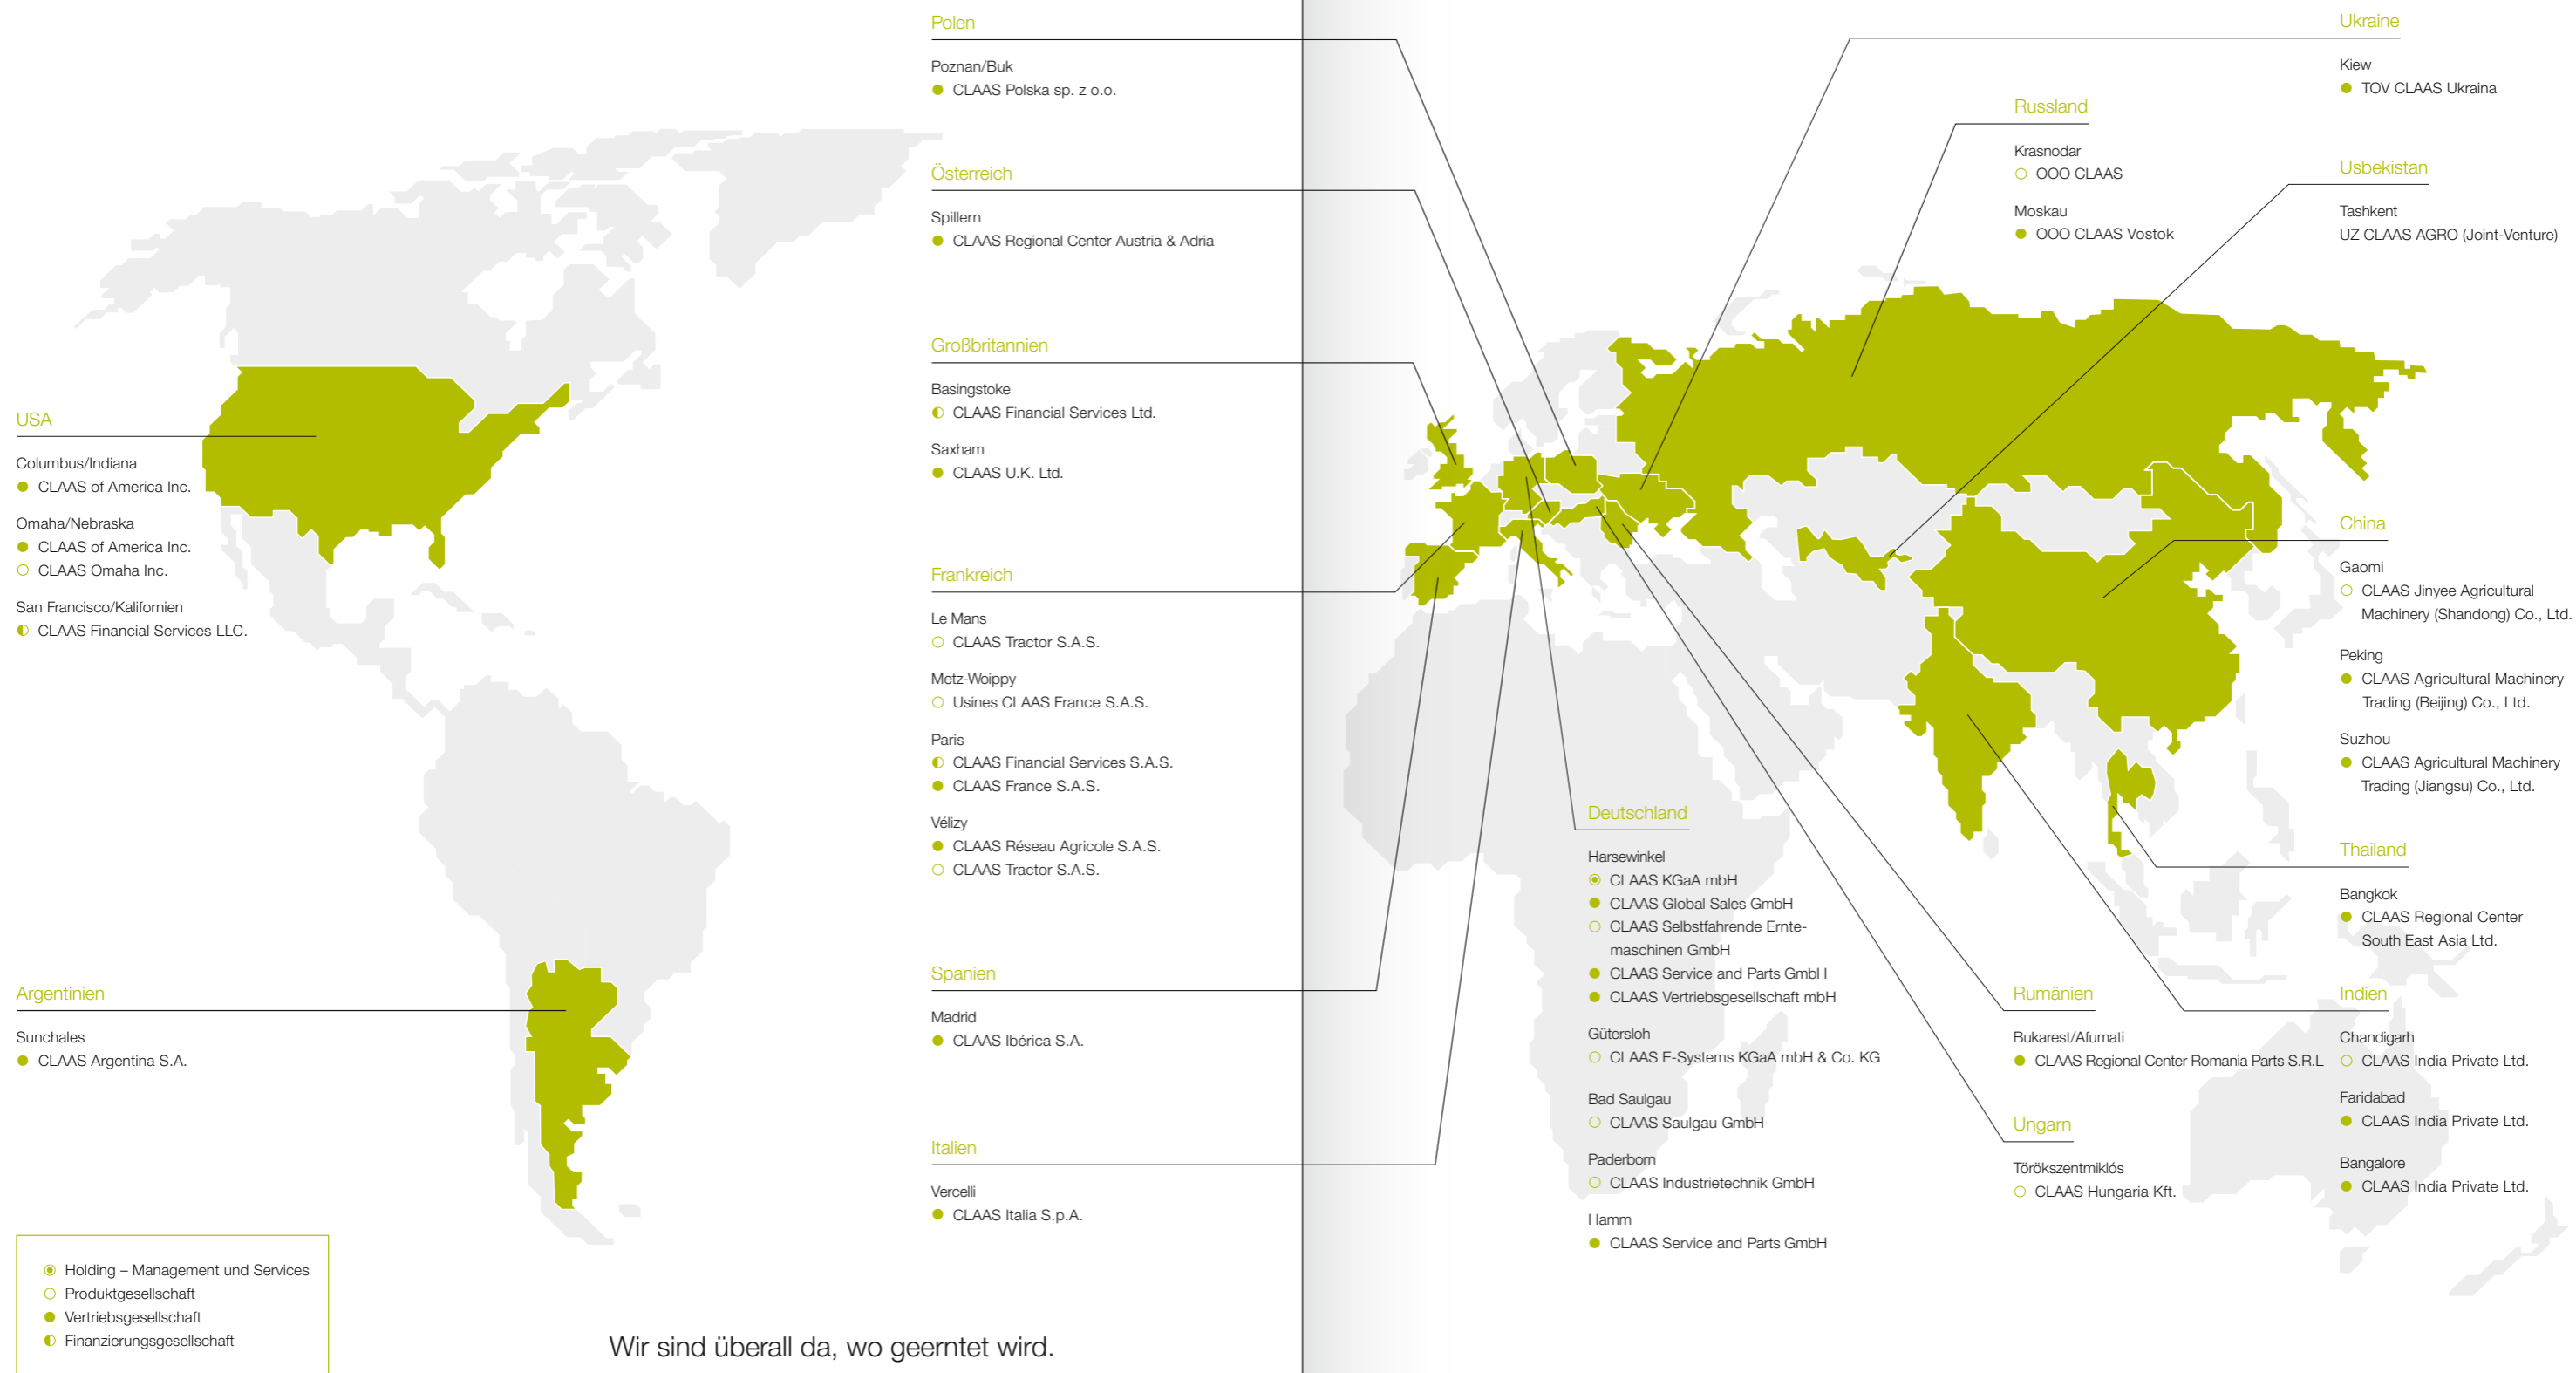 USA
Columbus/Indiana
● CLAAS of America Inc.
Omaha/Nebraska
● CLAAS of America Inc.
○ CLAAS Omaha Inc.
San Francisco/Kalifornien
◐ CLAAS Financial Services LLC.
Argentinien
Sunchales
● CLAAS Argentina S.A.
◉ Holding – Management und Services
○ Produktgesellschaft
● Vertriebsgesellschaft
◐ Finanzierungsgesellschaft
Polen
Poznan/Buk
● CLAAS Polska sp. z o.o.
Österreich
Spillern
● CLAAS Regional Center Austria & Adria
Großbritannien
Basingstoke
◐ CLAAS Financial Services Ltd.
Saxham
● CLAAS U.K. Ltd.
Frankreich
Le Mans
○ CLAAS Tractor S.A.S.
Metz-Woippy
○ Usines CLAAS France S.A.S.
Paris
◐ CLAAS Financial Services S.A.S.
● CLAAS France S.A.S.
Vélizy
● CLAAS Réseau Agricole S.A.S.
○ CLAAS Tractor S.A.S.
Spanien
Madrid
● CLAAS Ibérica S.A.
Italien
Vercelli
● CLAAS Italia S.p.A.
Wir sind überall da, wo geerntet wird.
Deutschland
Harsewinkel
◉ CLAAS KGaA mbH
● CLAAS Global Sales GmbH
○ CLAAS Selbstfahrende Ernte-
maschinen GmbH
● CLAAS Service and Parts GmbH
● CLAAS Vertriebsgesellschaft mbH
Gütersloh
○ CLAAS E-Systems KGaA mbH & Co. KG
Bad Saulgau
○ CLAAS Saulgau GmbH
Paderborn
○ CLAAS Industrietechnik GmbH
Hamm
● CLAAS Service and Parts GmbH
Russland
Krasnodar
○ OOO CLAAS
Moskau
● OOO CLAAS Vostok
Rumänien
Bukarest/Afumati
● CLAAS Regional Center Romania Parts S.R.L
Ungarn
Törökszentmiklós
○ CLAAS Hungaria Kft.
Ukraine
Kiew
● TOV CLAAS Ukraina
Usbekistan
Tashkent
UZ CLAAS AGRO (Joint-Venture)
China
Gaomi
○ CLAAS Jinyee Agricultural
Machinery (Shandong) Co., Ltd.
Peking
● CLAAS Agricultural Machinery
Trading (Beijing) Co., Ltd.
Suzhou
● CLAAS Agricultural Machinery
Trading (Jiangsu) Co., Ltd.
Thailand
Bangkok
● CLAAS Regional Center
South East Asia Ltd.
Indien
Chandigarh
○ CLAAS India Private Ltd.
Faridabad
● CLAAS India Private Ltd.
Bangalore
● CLAAS India Private Ltd.